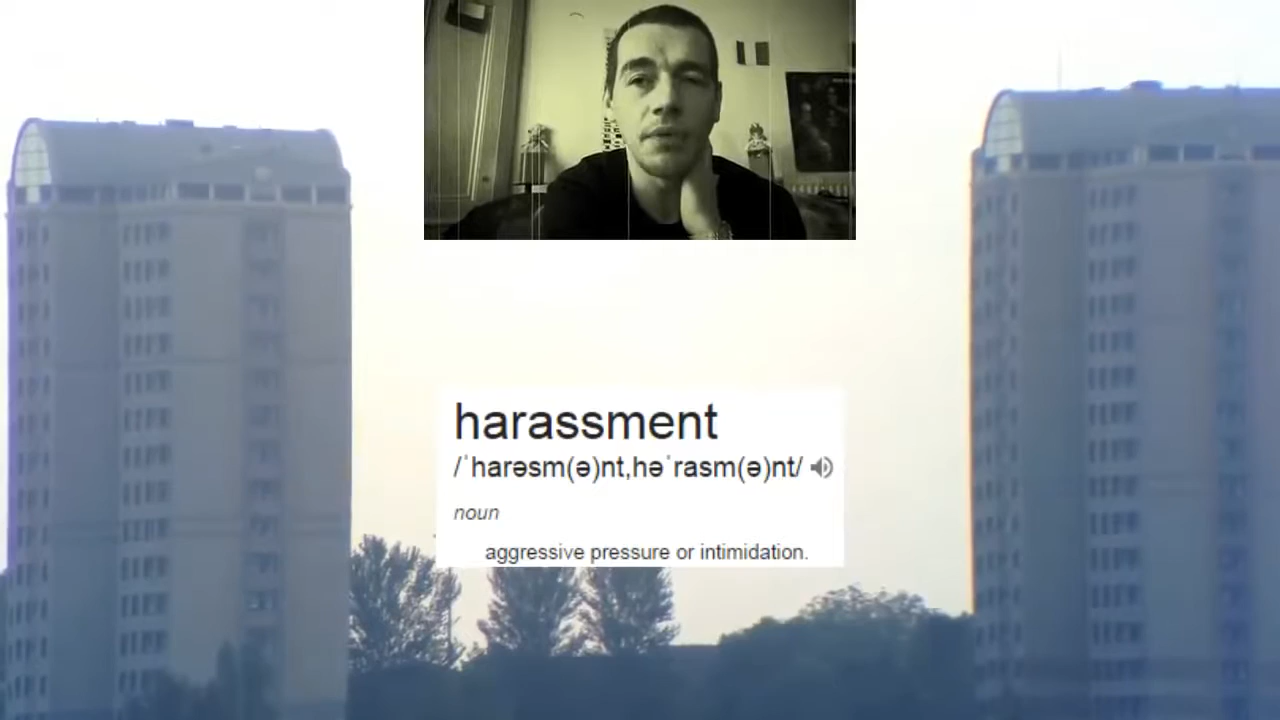 harassment
/ˈharəsm(ə)nt,həˈrasm(ə)nt/
noun
aggressive pressure or intimidation.